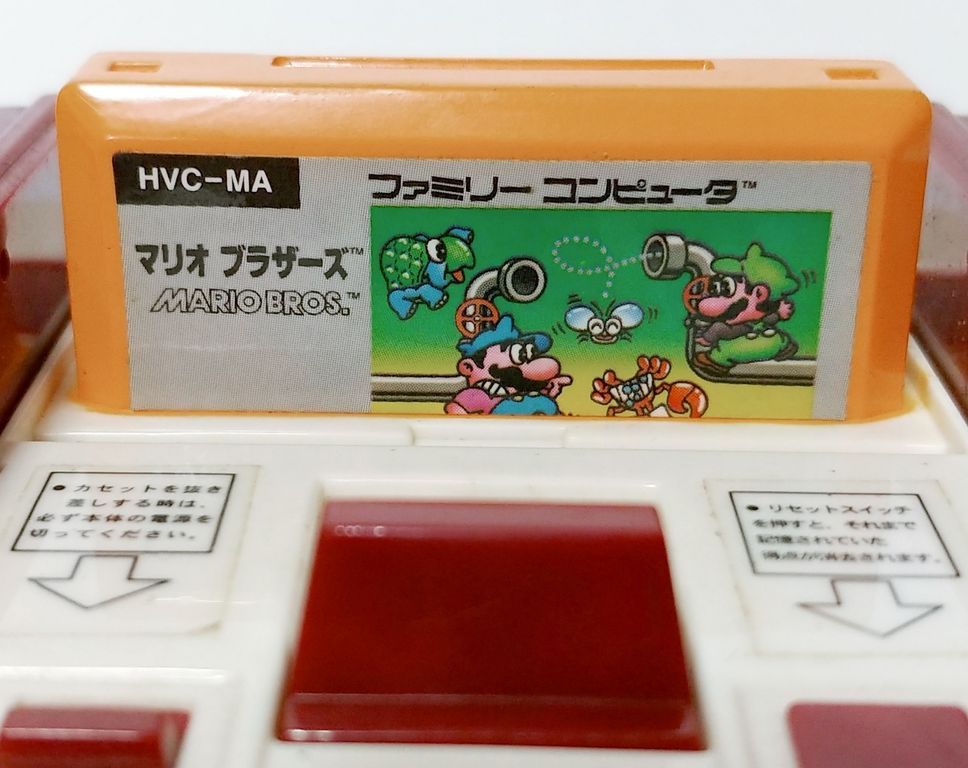 HVC-MA
ファミリー コンピュータ™
マリオ ブラザーズ™
MARIO BROS.™
●カセットを抜き
差しする時は、
必ず本体の電源を
切ってください。
●リセットスイッチ
を押すと、それまで
記憶されていた
得点が消去されます。